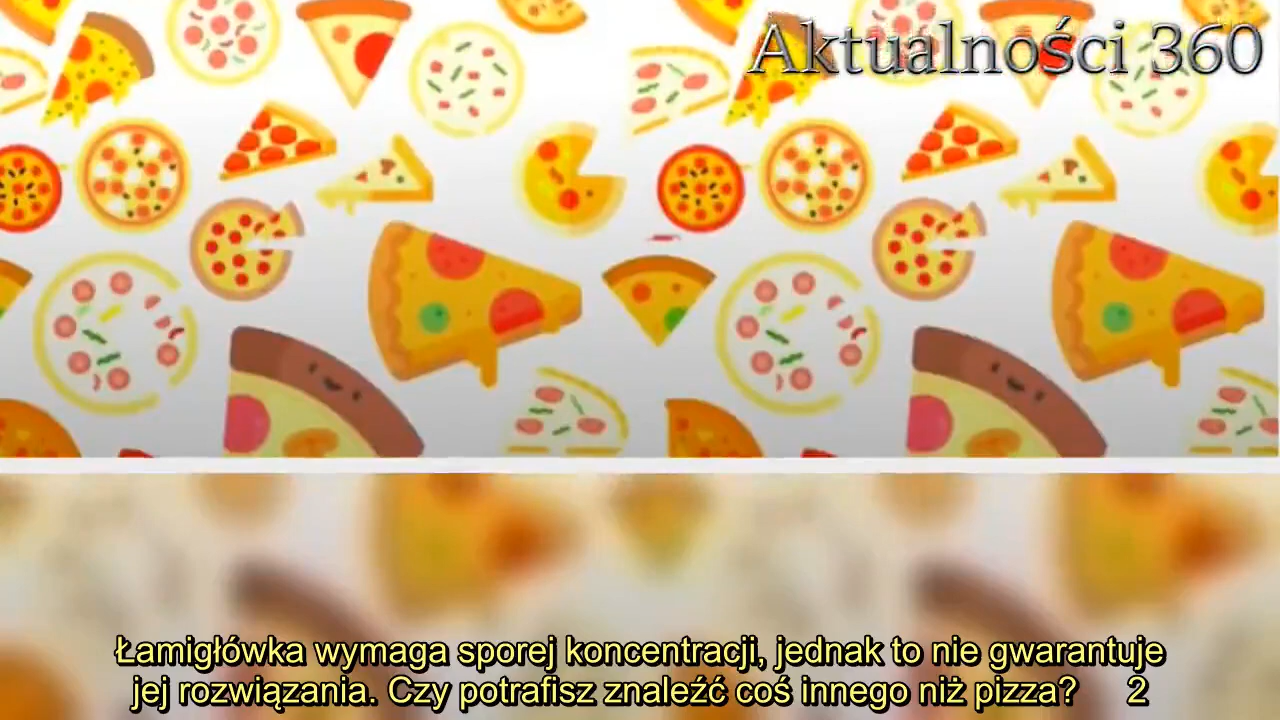 Aktualności 360
Łamigłówka wymaga sporej koncentracji, jednak to nie gwarantuje
jej rozwiązania. Czy potrafisz znaleźć coś innego niż pizza? 2